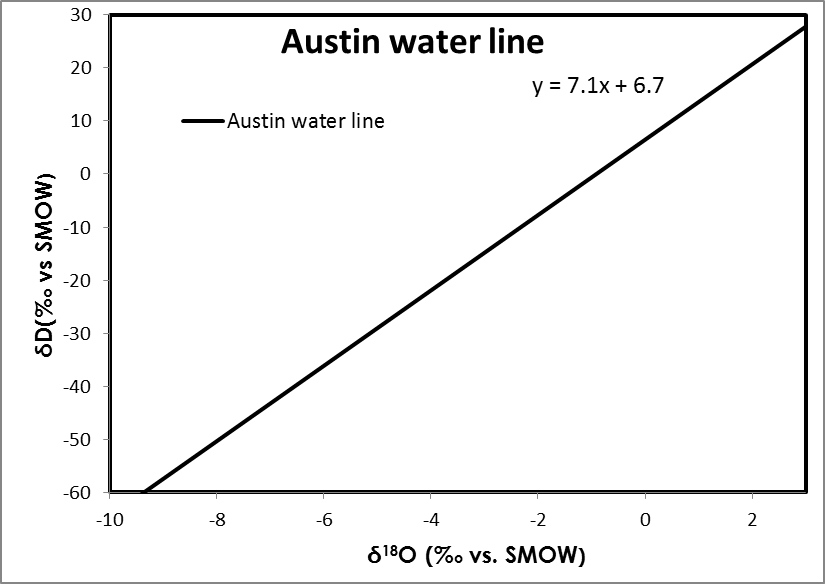 Austin water line
y = 7.1x + 6.7
Austin water line
30
20
10
0
-10
-20
-30
-40
-50
-60
δD(‰ vs SMOW)
-10 -8 -6 -4 -2 0 2
δ¹⁸O (‰ vs. SMOW)